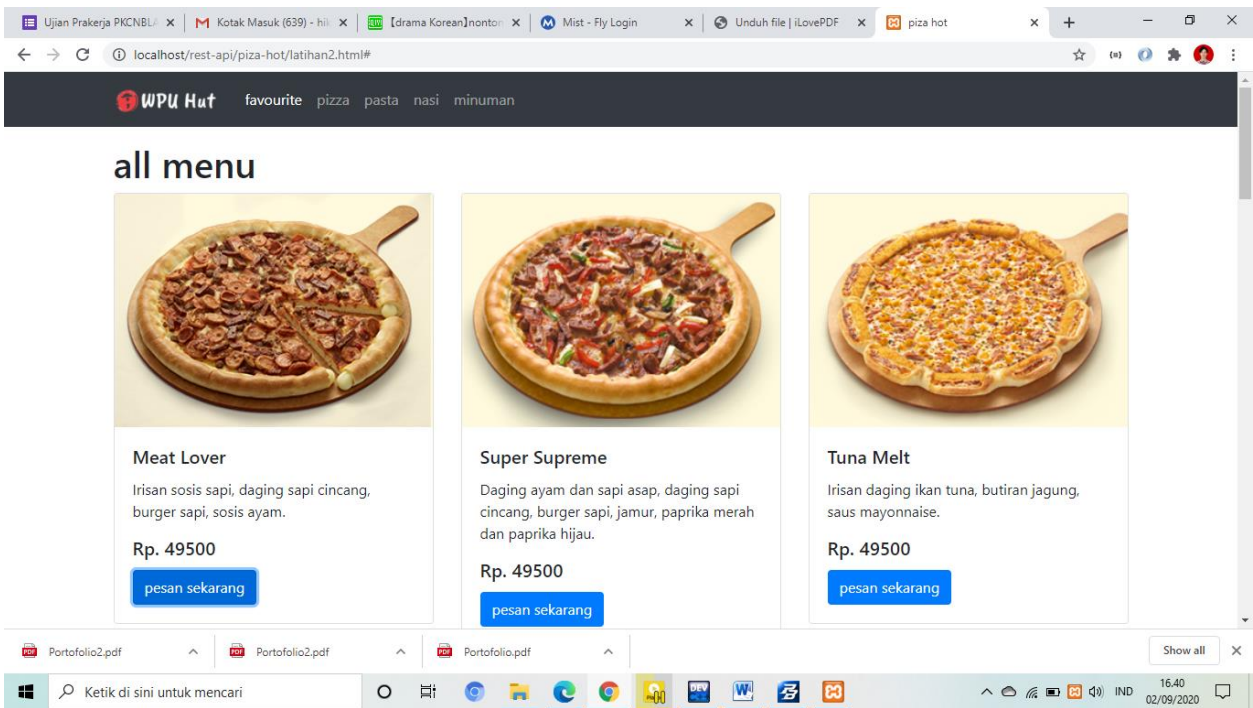 Ujian Prakerja PKCNBLA
Kotak Masuk (639) - hik
【drama Korean】nonton
Mist - Fly Login
Unduh file | iLovePDF
piza hot
localhost/rest-api/piza-hot/latihan2.html#
WPU Hut favourite pizza pasta nasi minuman
all menu
Meat Lover
Irisan sosis sapi, daging sapi cincang,
burger sapi, sosis ayam.
Rp. 49500
pesan sekarang
Super Supreme
Daging ayam dan sapi asap, daging sapi
cincang, burger sapi, jamur, paprika merah
dan paprika hijau.
Rp. 49500
pesan sekarang
Tuna Melt
Irisan daging ikan tuna, butiran jagung,
saus mayonnaise.
Rp. 49500
pesan sekarang
Portofolio2.pdf
Portofolio2.pdf
Portofolio.pdf
Show all
Ketik di sini untuk mencari
IND
16.40
02/09/2020